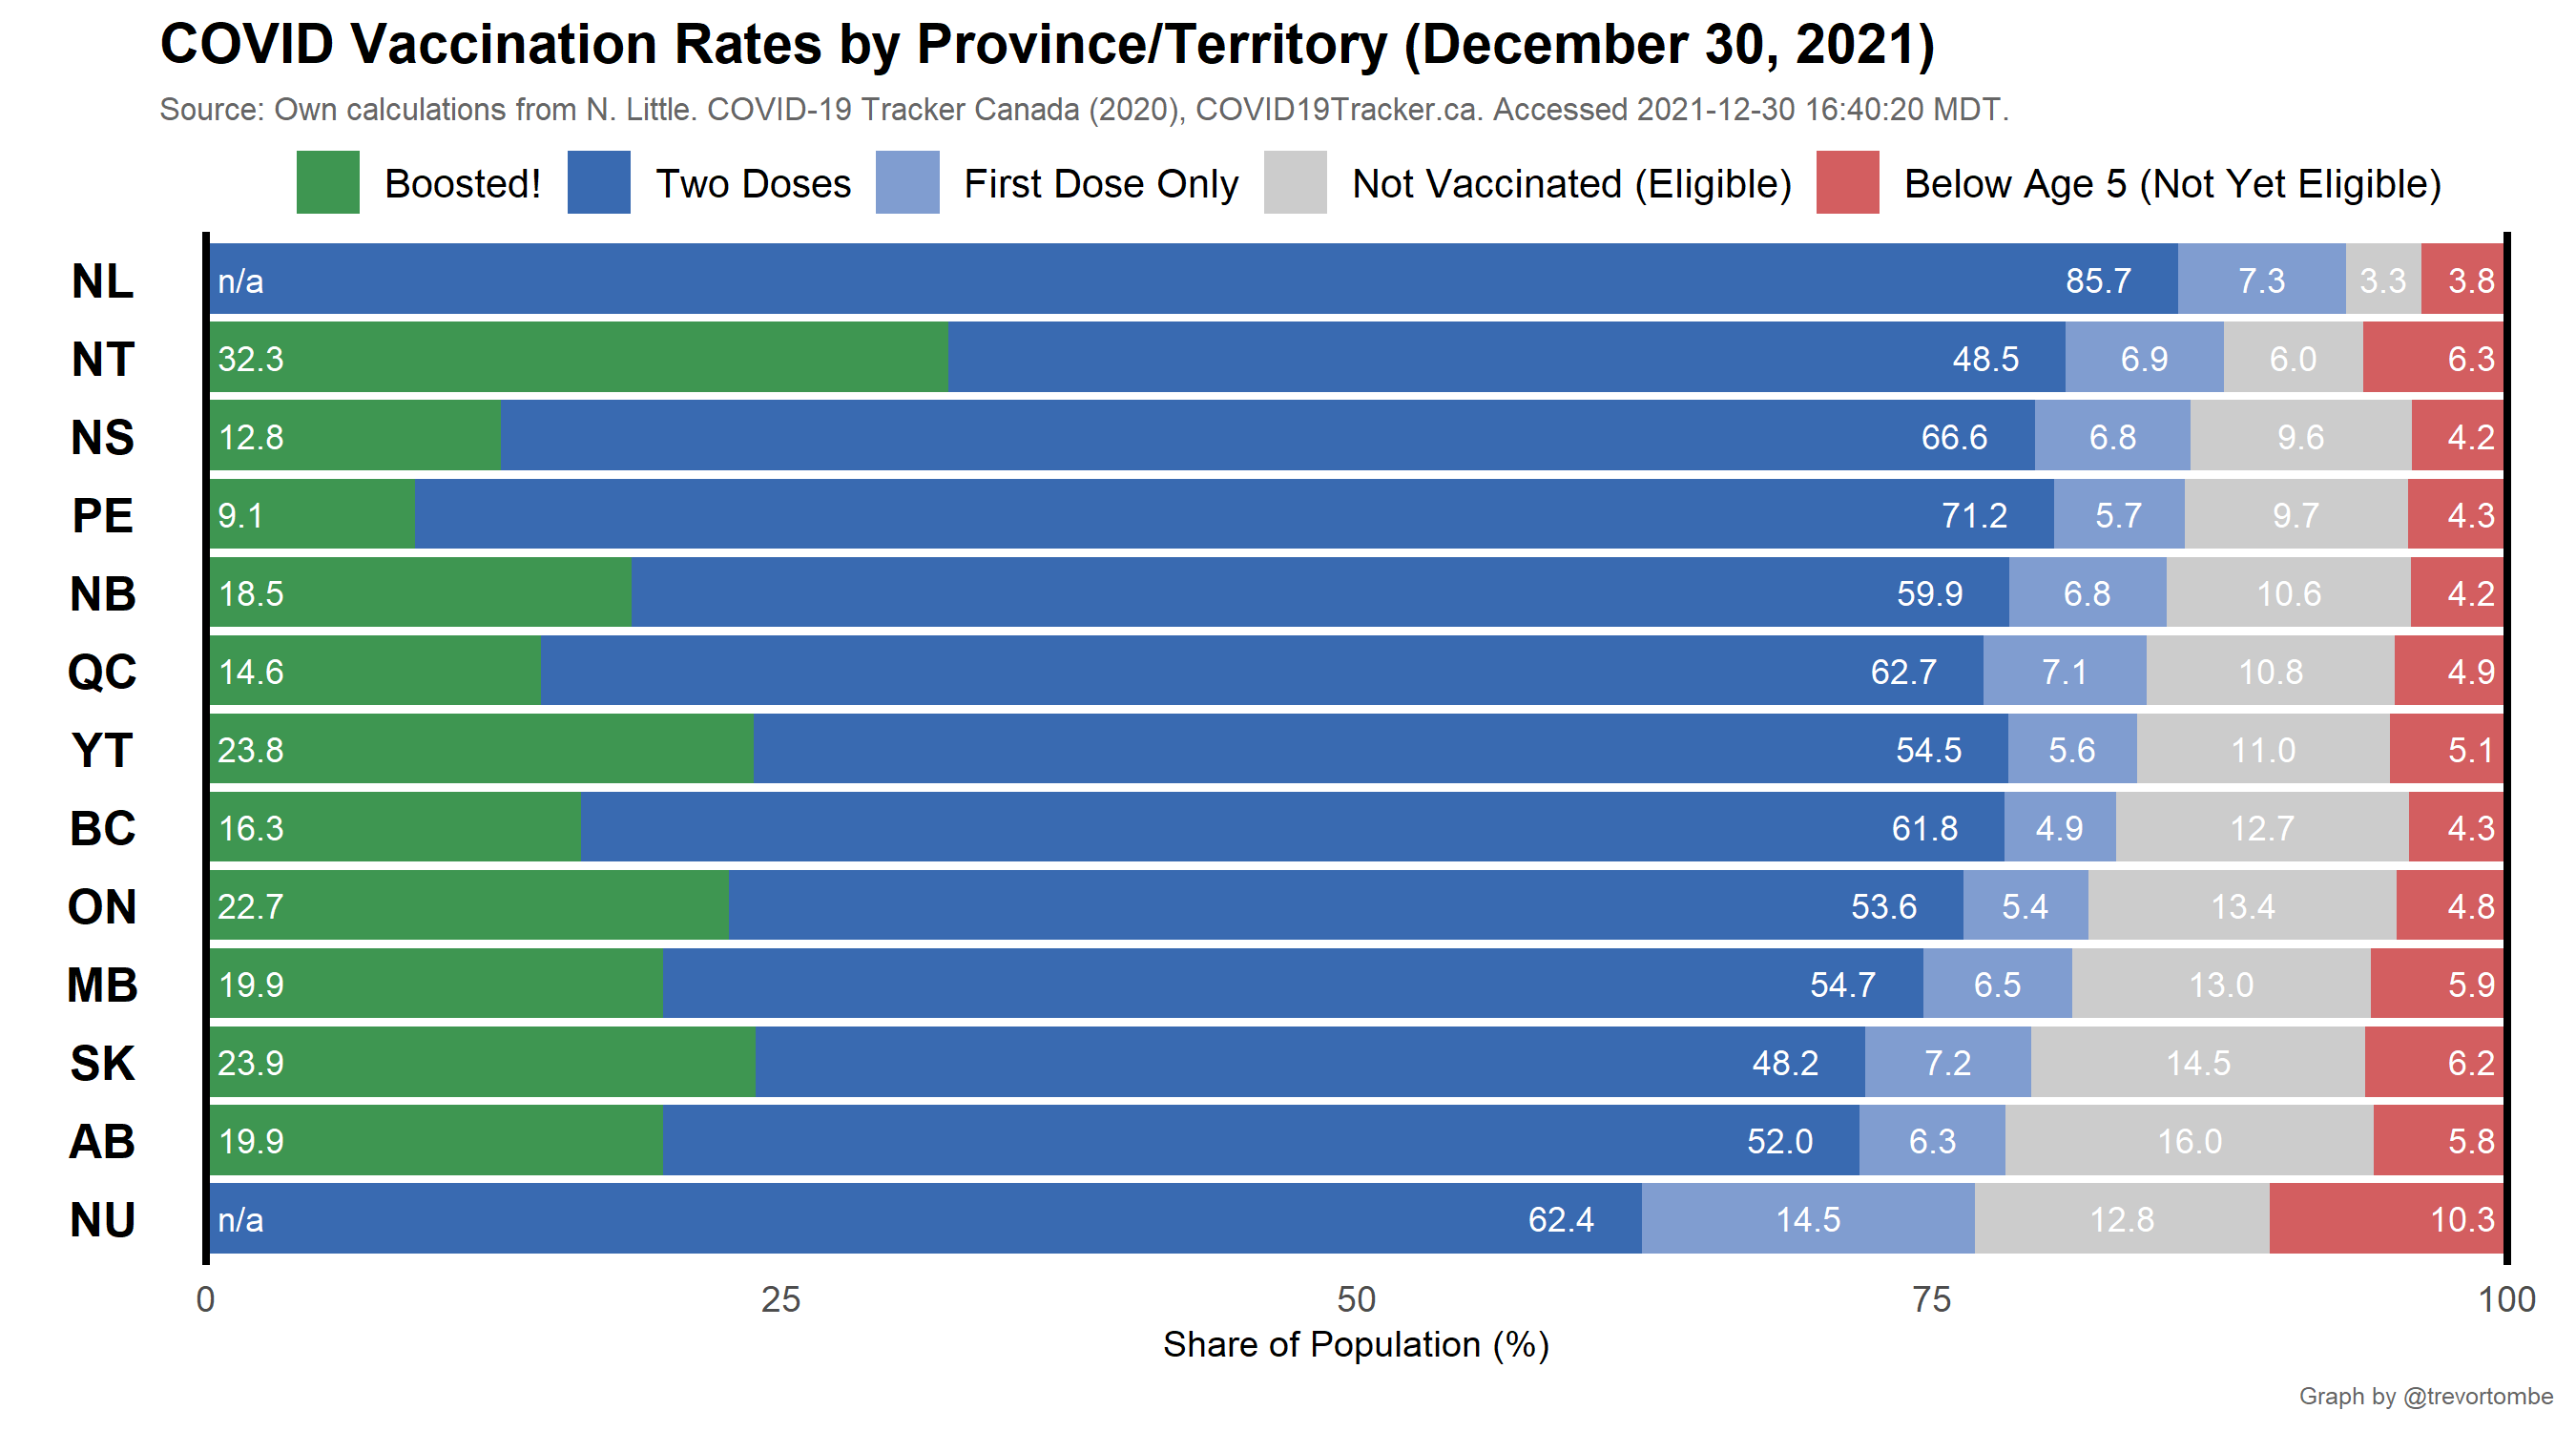 COVID Vaccination Rates by Province/Territory (December 30, 2021)
Source: Own calculations from N. Little. COVID-19 Tracker Canada (2020), COVID19Tracker.ca. Accessed 2021-12-30 16:40:20 MDT.
Boosted! Two Doses First Dose Only Not Vaccinated (Eligible) Below Age 5 (Not Yet Eligible)
NL n/a 85.7 7.3 3.3 3.8
NT 32.3 48.5 6.9 6.0 6.3
NS 12.8 66.6 6.8 9.6 4.2
PE 9.1 71.2 5.7 9.7 4.3
NB 18.5 59.9 6.8 10.6 4.2
QC 14.6 62.7 7.1 10.8 4.9
YT 23.8 54.5 5.6 11.0 5.1
BC 16.3 61.8 4.9 12.7 4.3
ON 22.7 53.6 5.4 13.4 4.8
MB 19.9 54.7 6.5 13.0 5.9
SK 23.9 48.2 7.2 14.5 6.2
AB 19.9 52.0 6.3 16.0 5.8
NU n/a 62.4 14.5 12.8 10.3
0 25 50 75 100
Share of Population (%)
Graph by @trevortombe